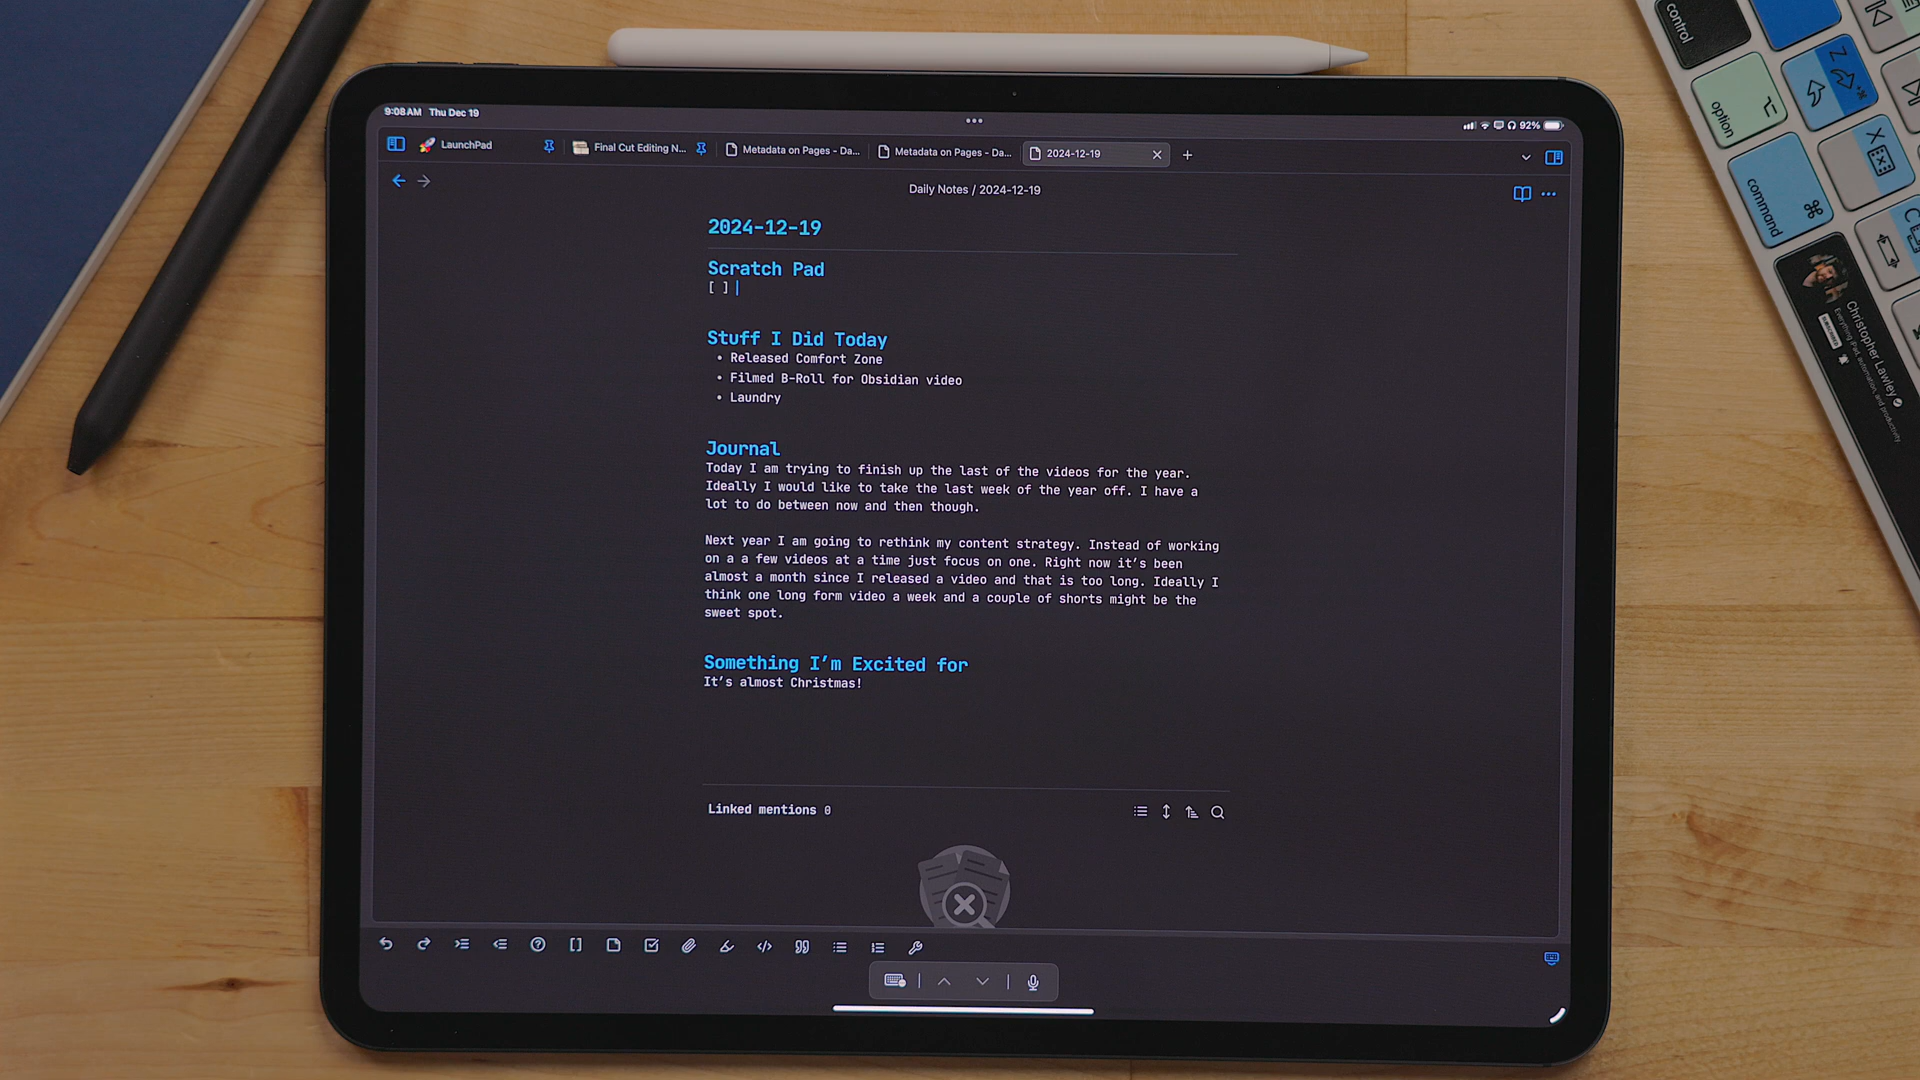 9:08 AM Thu Dec 19
92%
LaunchPad
Final Cut Editing N...
Metadata on Pages - Da...
Metadata on Pages - Da...
2024-12-19
Daily Notes / 2024-12-19
2024-12-19
Scratch Pad
[ ]
Stuff I Did Today
• Released Comfort Zone
• Filmed B-Roll for Obsidian video
• Laundry
Journal
Today I am trying to finish up the last of the videos for the year.
Ideally I would like to take the last week of the year off. I have a
lot to do between now and then though.
Next year I am going to rethink my content strategy. Instead of working
on a a few videos at a time just focus on one. Right now it’s been
almost a month since I released a video and that is too long. Ideally I
think one long form video a week and a couple of shorts might be the
sweet spot.
Something I’m Excited for
It’s almost Christmas!
Linked mentions 0
control
option
command
Z
X
C
Christopher Lawley
Everything iPad, automation, and productivity
SUBSCRIBE